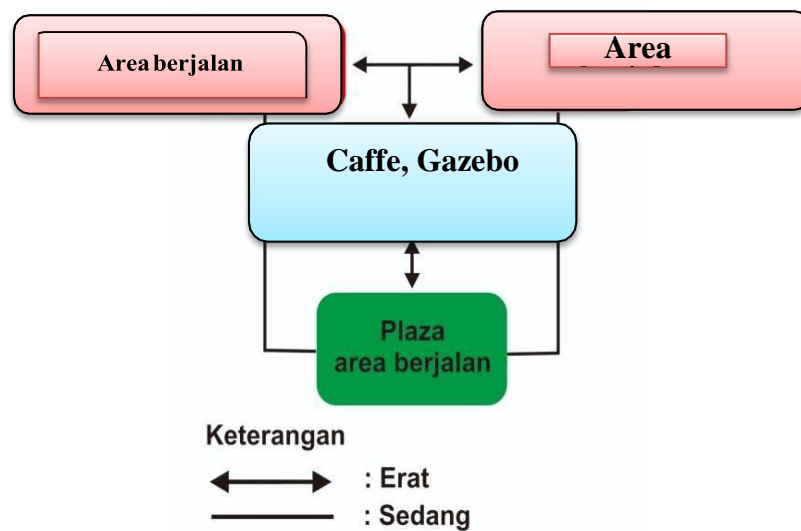 Area berjalan
Area
Caffe, Gazebo
Plaza
area berjalan
Keterangan
: Erat
: Sedang